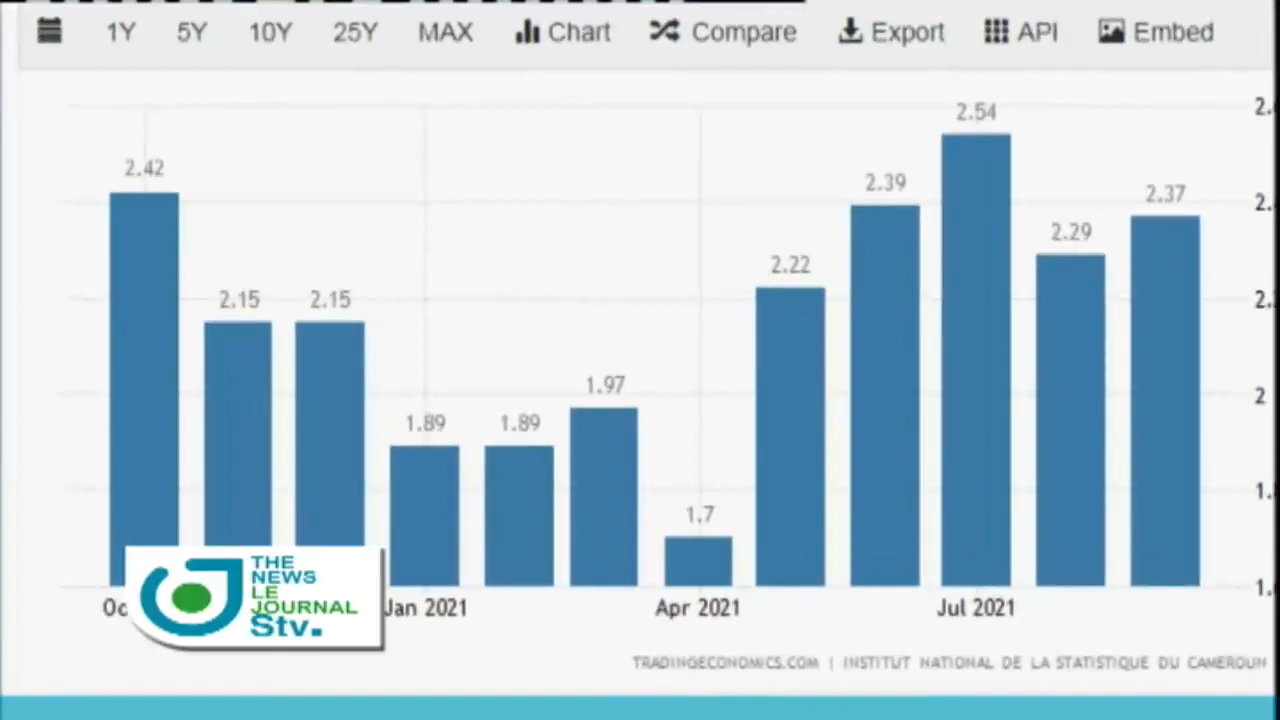 1Y 5Y 10Y 25Y MAX Chart Compare Export API Embed
2.54
2.42
2.39
2.37
2.29
2.22
2.15 2.15
1.97
1.89 1.89
1.7
2
Jan 2021 Apr 2021 Jul 2021
THE
NEWS
LE
JOURNAL
Stv.
TRADINGECONOMICS.COM | INSTITUT NATIONAL DE LA STATISTIQUE DU CAMEROUN